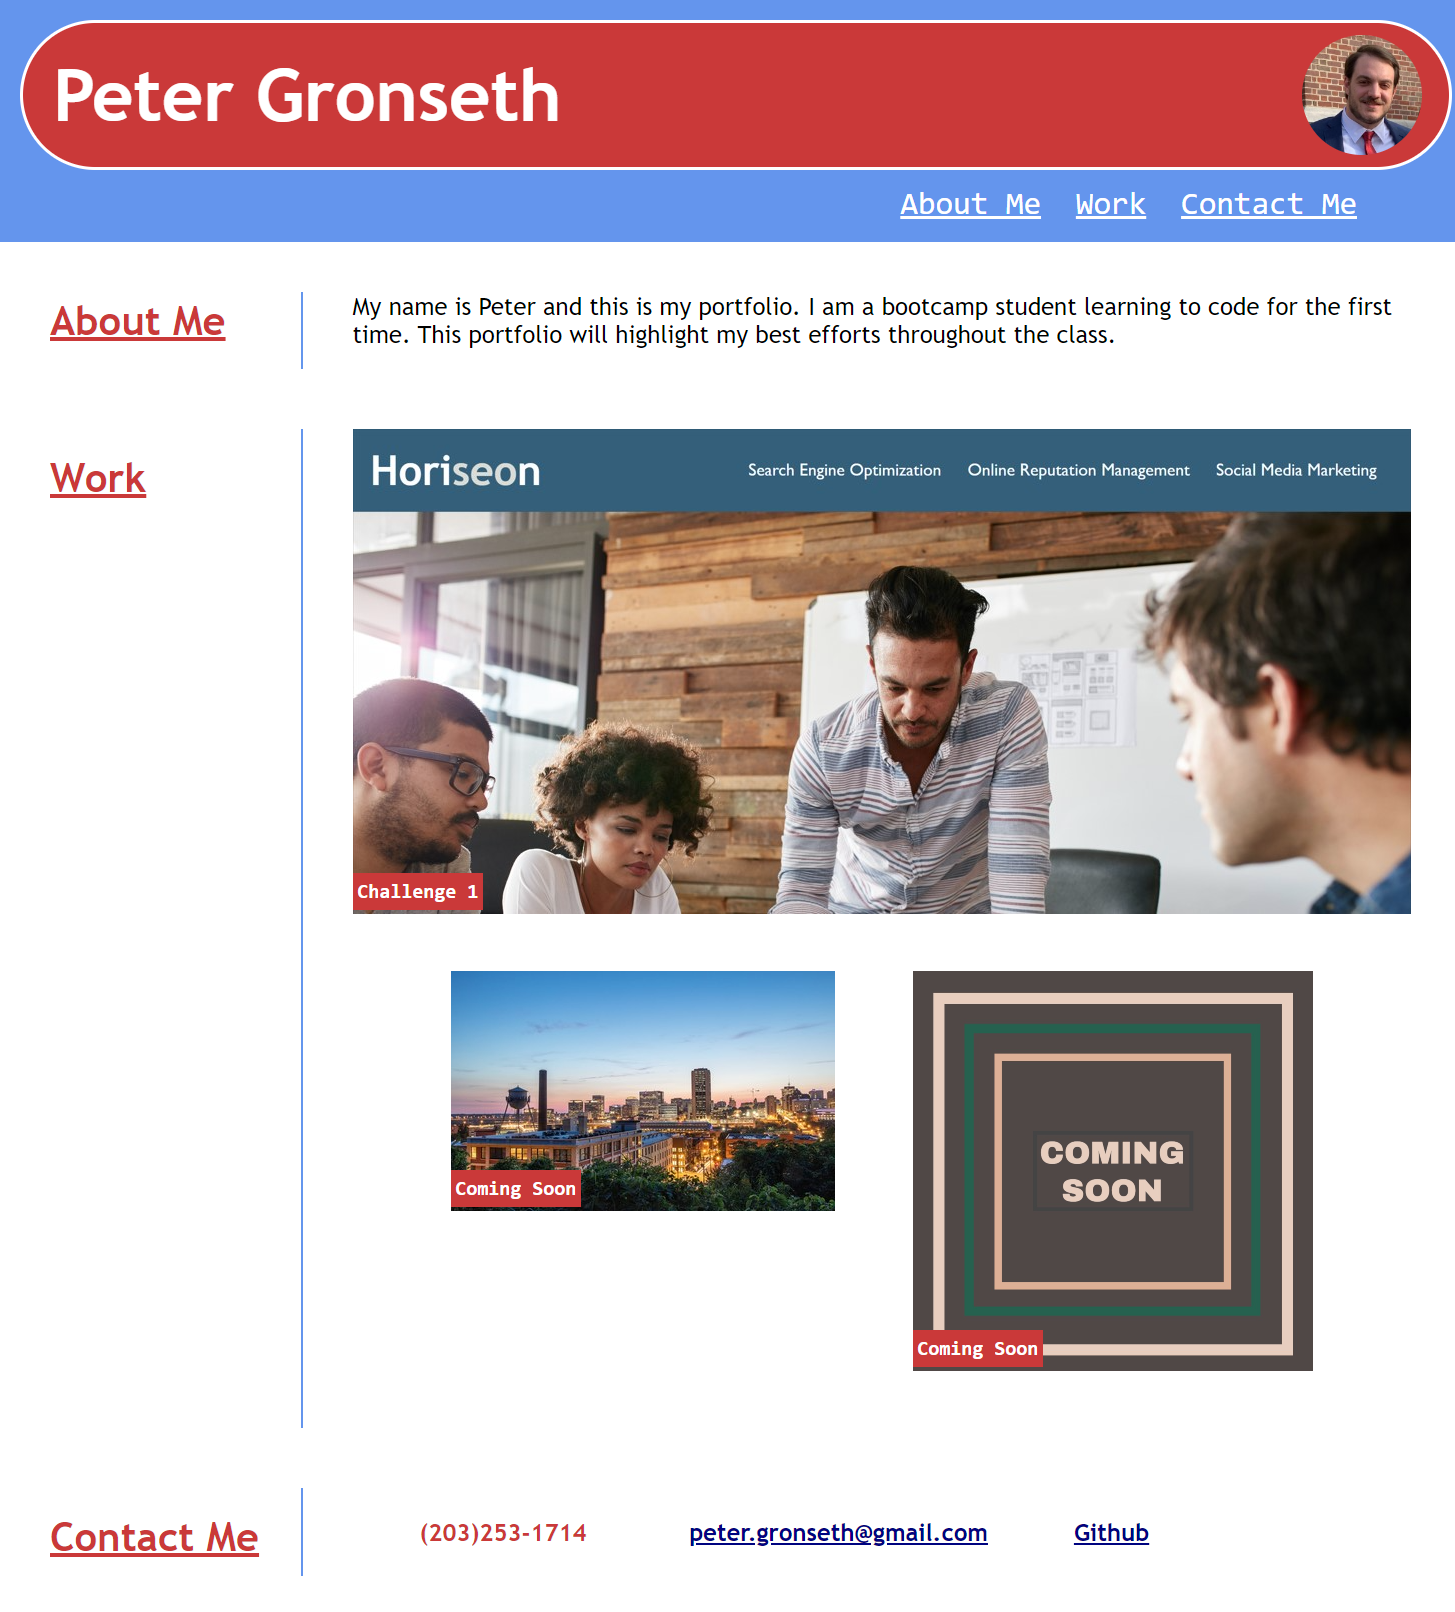 Peter Gronseth
About Me Work Contact Me
About Me
My name is Peter and this is my portfolio. I am a bootcamp student learning to code for the first
time. This portfolio will highlight my best efforts throughout the class.
Work
Horiseon
Search Engine Optimization Online Reputation Management Social Media Marketing
Challenge 1
Coming Soon
COMING
SOON
Coming Soon
Contact Me
(203)253-1714
peter.gronseth@gmail.com
Github